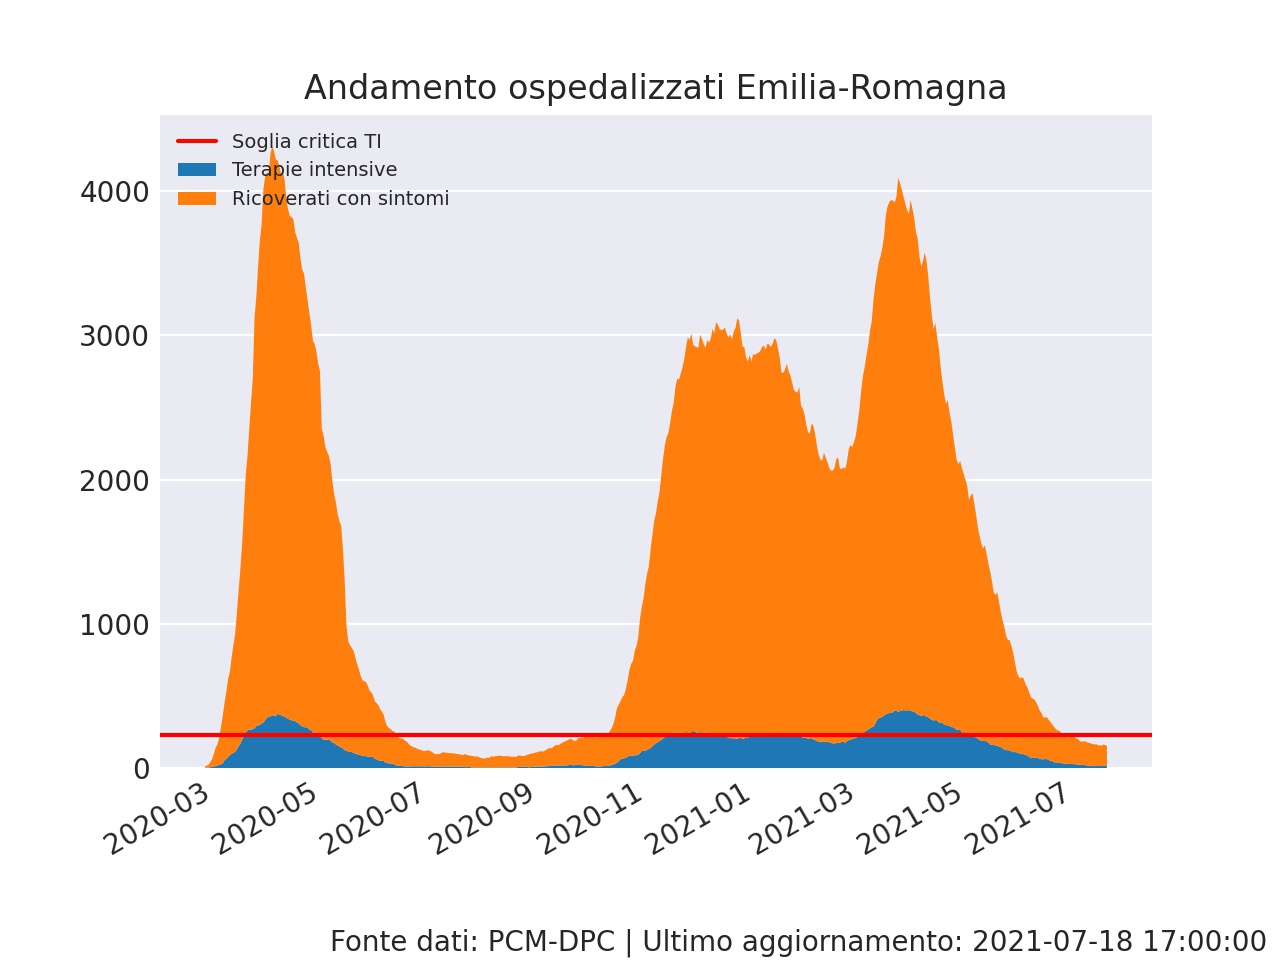 Andamento ospedalizzati Emilia-Romagna
Soglia critica TI
Terapie intensive
Ricoverati con sintomi
4000
3000
2000
1000
0
2020-03
2020-05
2020-07
2020-09
2020-11
2021-01
2021-03
2021-05
2021-07
Fonte dati: PCM-DPC | Ultimo aggiornamento: 2021-07-18 17:00:00